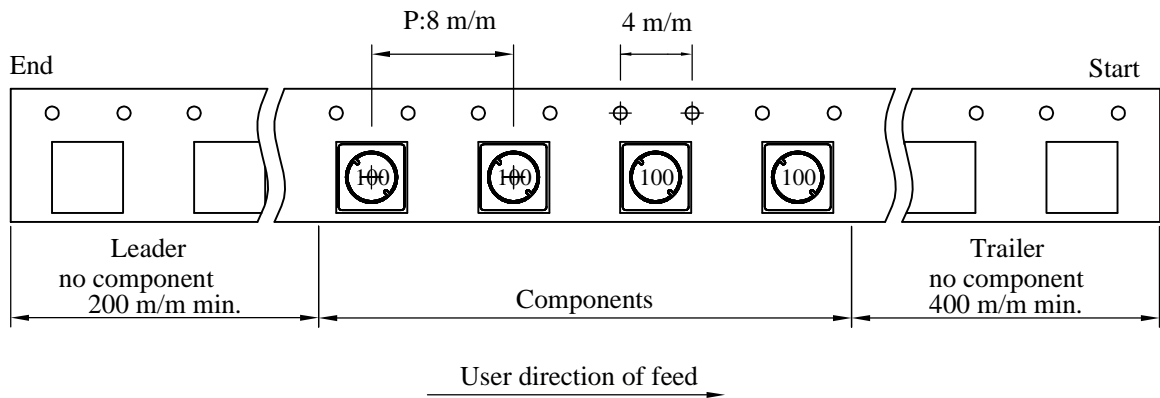 P:8 m/m
4 m/m
End
Start
100
100
100
100
Leader
no component
200 m/m min.
Components
Trailer
no component
400 m/m min.
User direction of feed